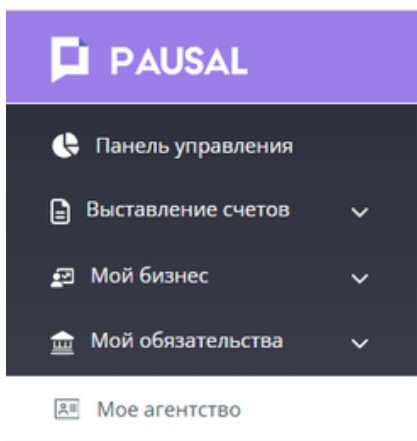 PAUSAL
Панель управления
Выставление счетов
Мой бизнес
Мой обязательства
Мое агентство